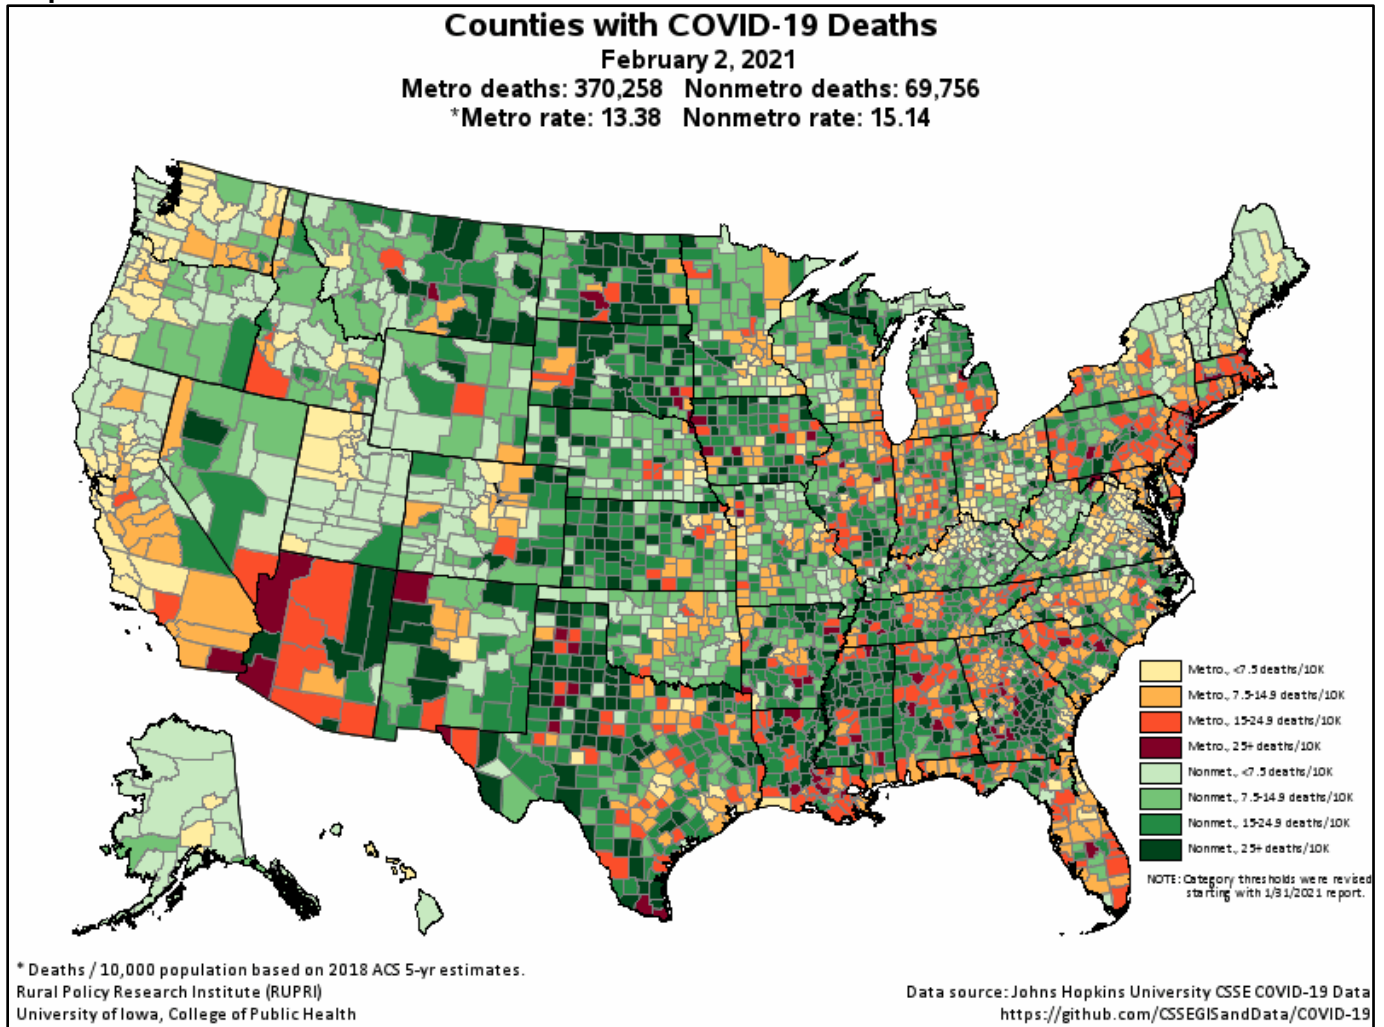 Counties with COVID-19 Deaths
February 2, 2021
Metro deaths: 370,258 Nonmetro deaths: 69,756
*Metro rate: 13.38 Nonmetro rate: 15.14
Metro., <7.5 deaths/10K
Metro., 7.5-14.9 deaths/10K
Metro., 15-24.9 deaths/10K
Metro., 25+ deaths/10K
Nonmet., <7.5 deaths/10K
Nonmet., 7.5-14.9 deaths/10K
Nonmet., 15-24.9 deaths/10K
Nonmet., 25+ deaths/10K
NOTE: Category thresholds were revised
starting with 1/31/2021 report.
* Deaths / 10,000 population based on 2018 ACS 5-yr estimates.
Rural Policy Research Institute (RUPRI)
University of Iowa, College of Public Health
Data source: Johns Hopkins University CSSE COVID-19 Data
https://github.com/CSSEGISandData/COVID-19